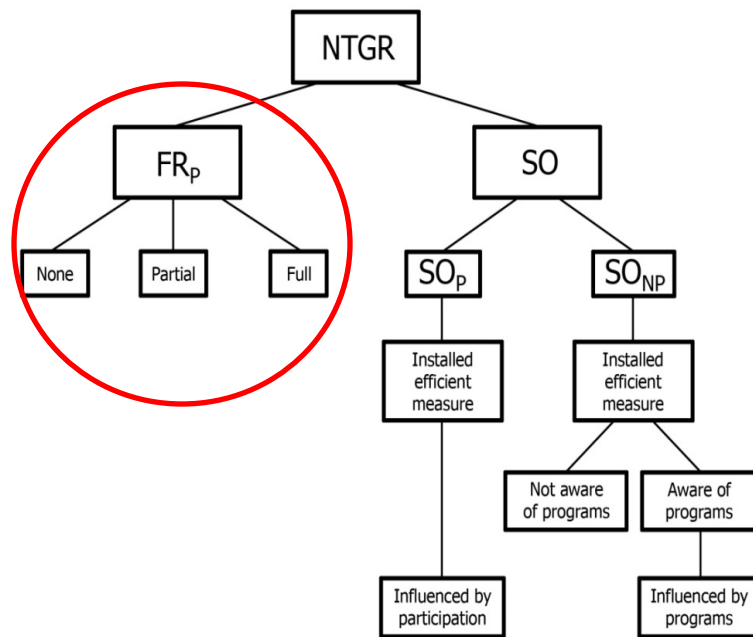 NTGR
FRP
SO
None
Partial
Full
SOP
SONP
Installed
efficient
measure
Installed
efficient
measure
Not aware
of programs
Aware of
programs
Influenced by
participation
Influenced by
programs